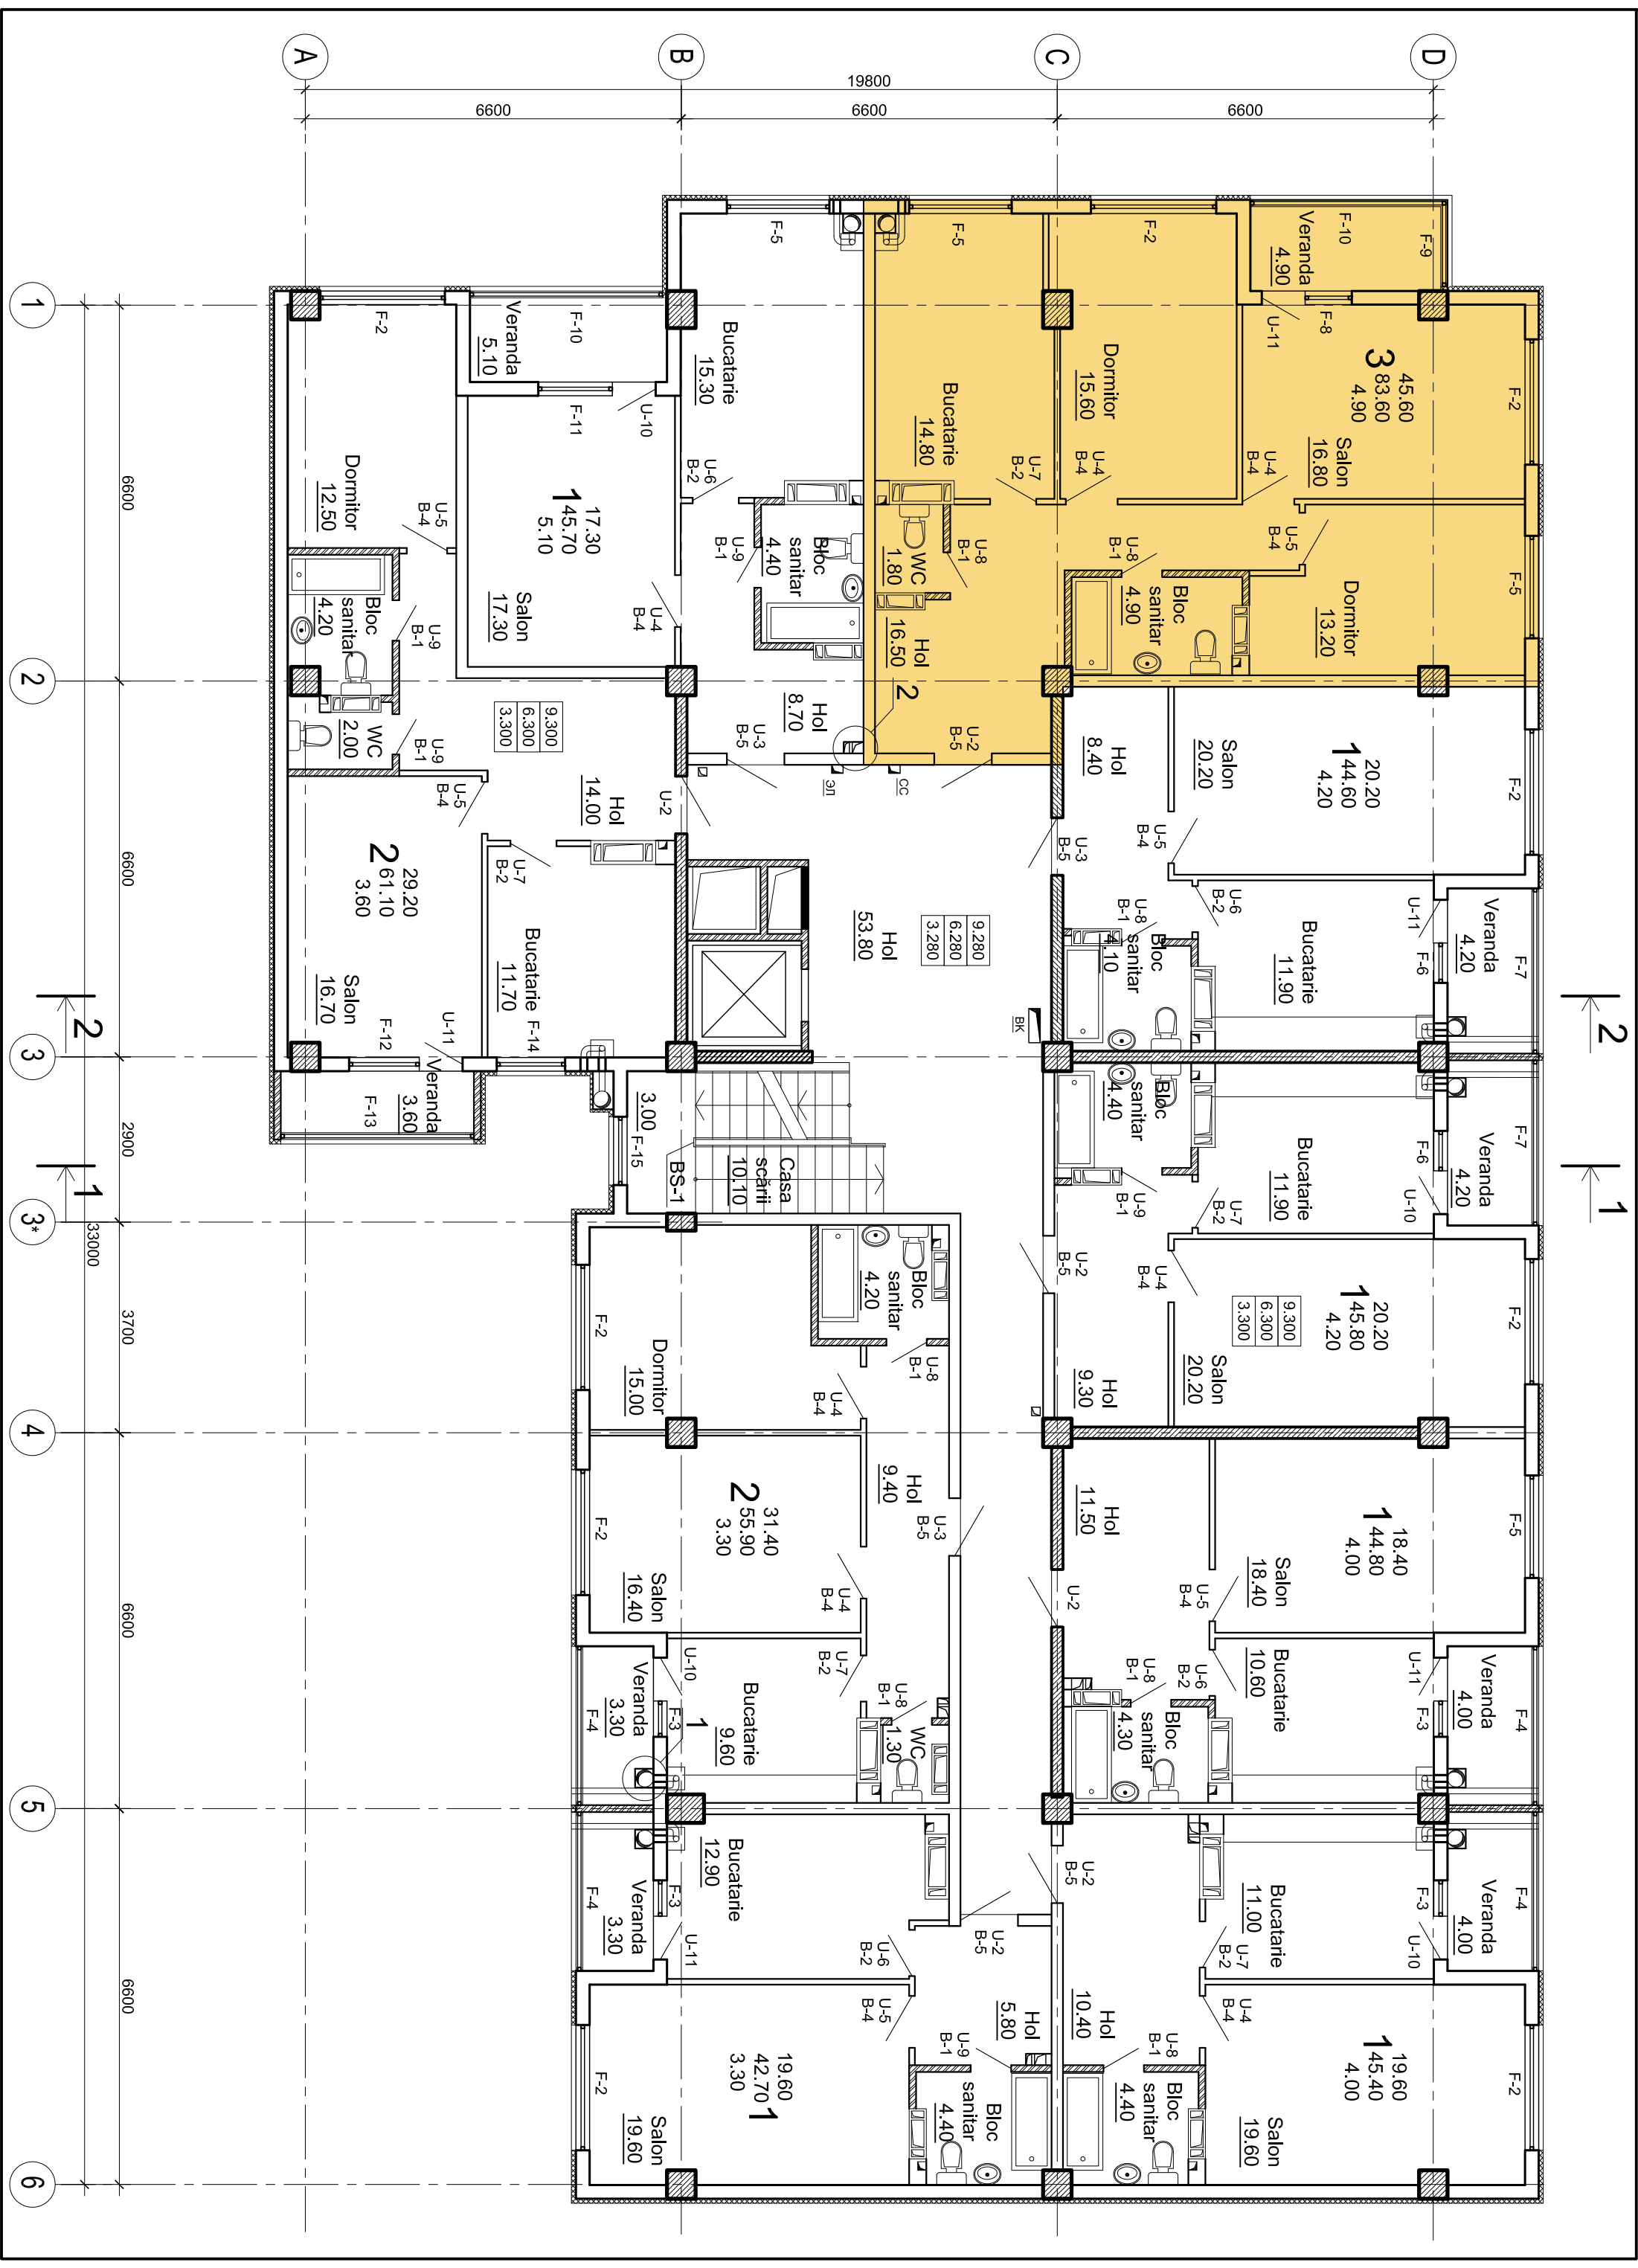 A
B
C
D
19800
6600
6600
6600
1
2
3
3*
4
5
6
6600
6600
2900
3700
6600
6600
33000
2
2
1
1
F-10
F-9
Veranda
4.90
F-8
U-11
F-2
F-5
F-2
F-5
3
45.60
83.60
4.90
Salon
16.80
U-4
B-4
Dormitor
15.60
U-4
B-4
Bucatarie
14.80
U-7
B-2
U-5
B-4
Dormitor
13.20
U-8
B-1
Bloc
sanitar
4.90
U-8
B-1
WC
1.80
Hol
16.50
2
U-2
B-5
F-5
Bucatarie
15.30
U-6
B-2
U-9
B-1
Bloc
sanitar
4.40
Hol
8.70
U-3
B-5
F-10
Veranda
5.10
U-10
F-11
1
17.30
45.70
5.10
Salon
17.30
U-4
B-4
F-2
Dormitor
12.50
U-5
B-4
Bloc
sanitar
4.20
U-9
B-1
WC
2.00
U-9
B-1
9.300
6.300
3.300
Hol
14.00
U-2
U-5
B-4
U-7
B-2
2
29.20
61.10
3.60
Bucatarie
11.70
Salon
16.70
F-14
F-12
U-11
Veranda
3.60
F-13
ЭЛ
СС
Hol
53.80
9.280
6.280
3.280
ВК
3.00
F-15
BS-1
Casa
scării
10.10
F-2
1
20.20
44.60
4.20
Salon
20.20
Hol
8.40
U-3
B-5
U-5
B-4
U-6
B-2
U-8
B-1
Bloc
sanitar
4.10
Bucatarie
11.90
U-11
F-6
Veranda
4.20
F-7
F-7
Veranda
4.20
F-6
U-10
Bucatarie
11.90
U-7
B-2
Bloc
sanitar
4.40
U-9
B-1
U-2
B-5
U-4
B-4
Hol
9.30
Salon
20.20
1
20.20
45.80
4.20
9.300
6.300
3.300
F-2
F-5
1
18.40
44.80
4.00
Salon
18.40
Hol
11.50
U-2
U-5
B-4
U-6
B-2
U-8
B-1
Bloc
sanitar
4.30
Bucatarie
10.60
U-11
F-3
Veranda
4.00
F-4
F-4
Veranda
4.00
F-3
U-10
Bucatarie
11.00
U-7
B-2
U-2
B-5
U-4
B-4
Hol
10.40
U-8
B-1
Bloc
sanitar
4.40
Salon
19.60
1
19.60
45.40
4.00
F-2
F-2
Dormitor
15.00
Bloc
sanitar
4.20
U-8
B-1
U-4
B-4
Hol
9.40
U-3
B-5
2
31.40
55.90
3.30
Salon
16.40
F-2
U-4
B-4
U-7
B-2
U-8
B-1
WC
1.30
Bucatarie
9.60
U-10
F-3
1
Veranda
3.30
F-4
F-4
Veranda
3.30
F-3
U-11
Bucatarie
12.90
U-6
B-2
U-2
B-5
U-5
B-4
Hol
5.80
U-9
B-1
Bloc
sanitar
4.40
19.60
42.70
3.30
1
Salon
19.60
F-2